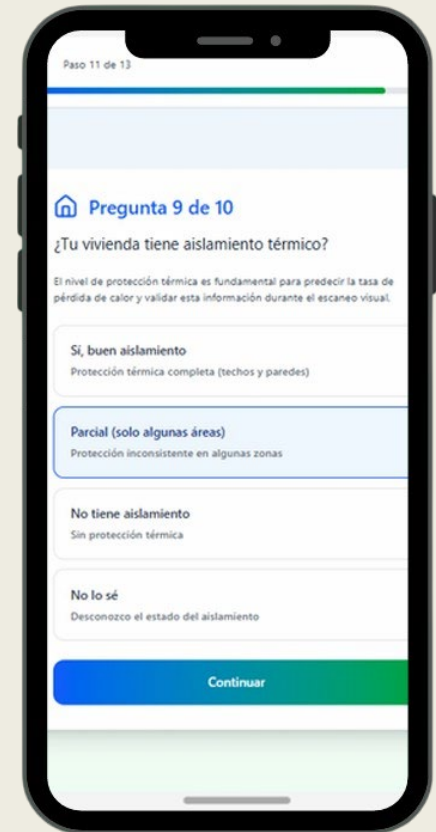 Paso 11 de 13
Pregunta 9 de 10
¿Tu vivienda tiene aislamiento térmico?
El nivel de protección térmica es fundamental para predecir la tasa de
pérdida de calor y validar esta información durante el escaneo visual.
Sí, buen aislamiento
Protección térmica completa (techos y paredes)
Parcial (solo algunas áreas)
Protección inconsistente en algunas zonas
No tiene aislamiento
Sin protección térmica
No lo sé
Desconozco el estado del aislamiento
Continuar